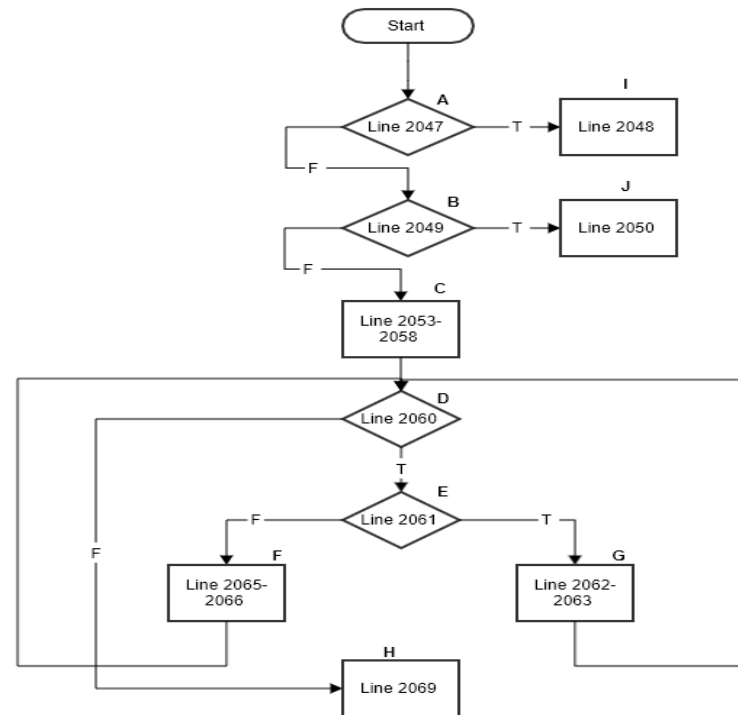 Start
A
I
Line 2047
T
Line 2048
F
B
J
Line 2049
T
Line 2050
F
C
Line 2053-
2058
D
Line 2060
T
E
F
Line 2061
T
F
F
G
Line 2065-
2066
Line 2062-
2063
H
Line 2069